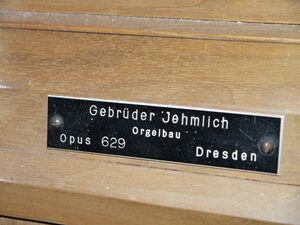 Gebrüder Jehmlich
Orgelbau
Opus 629
Dresden